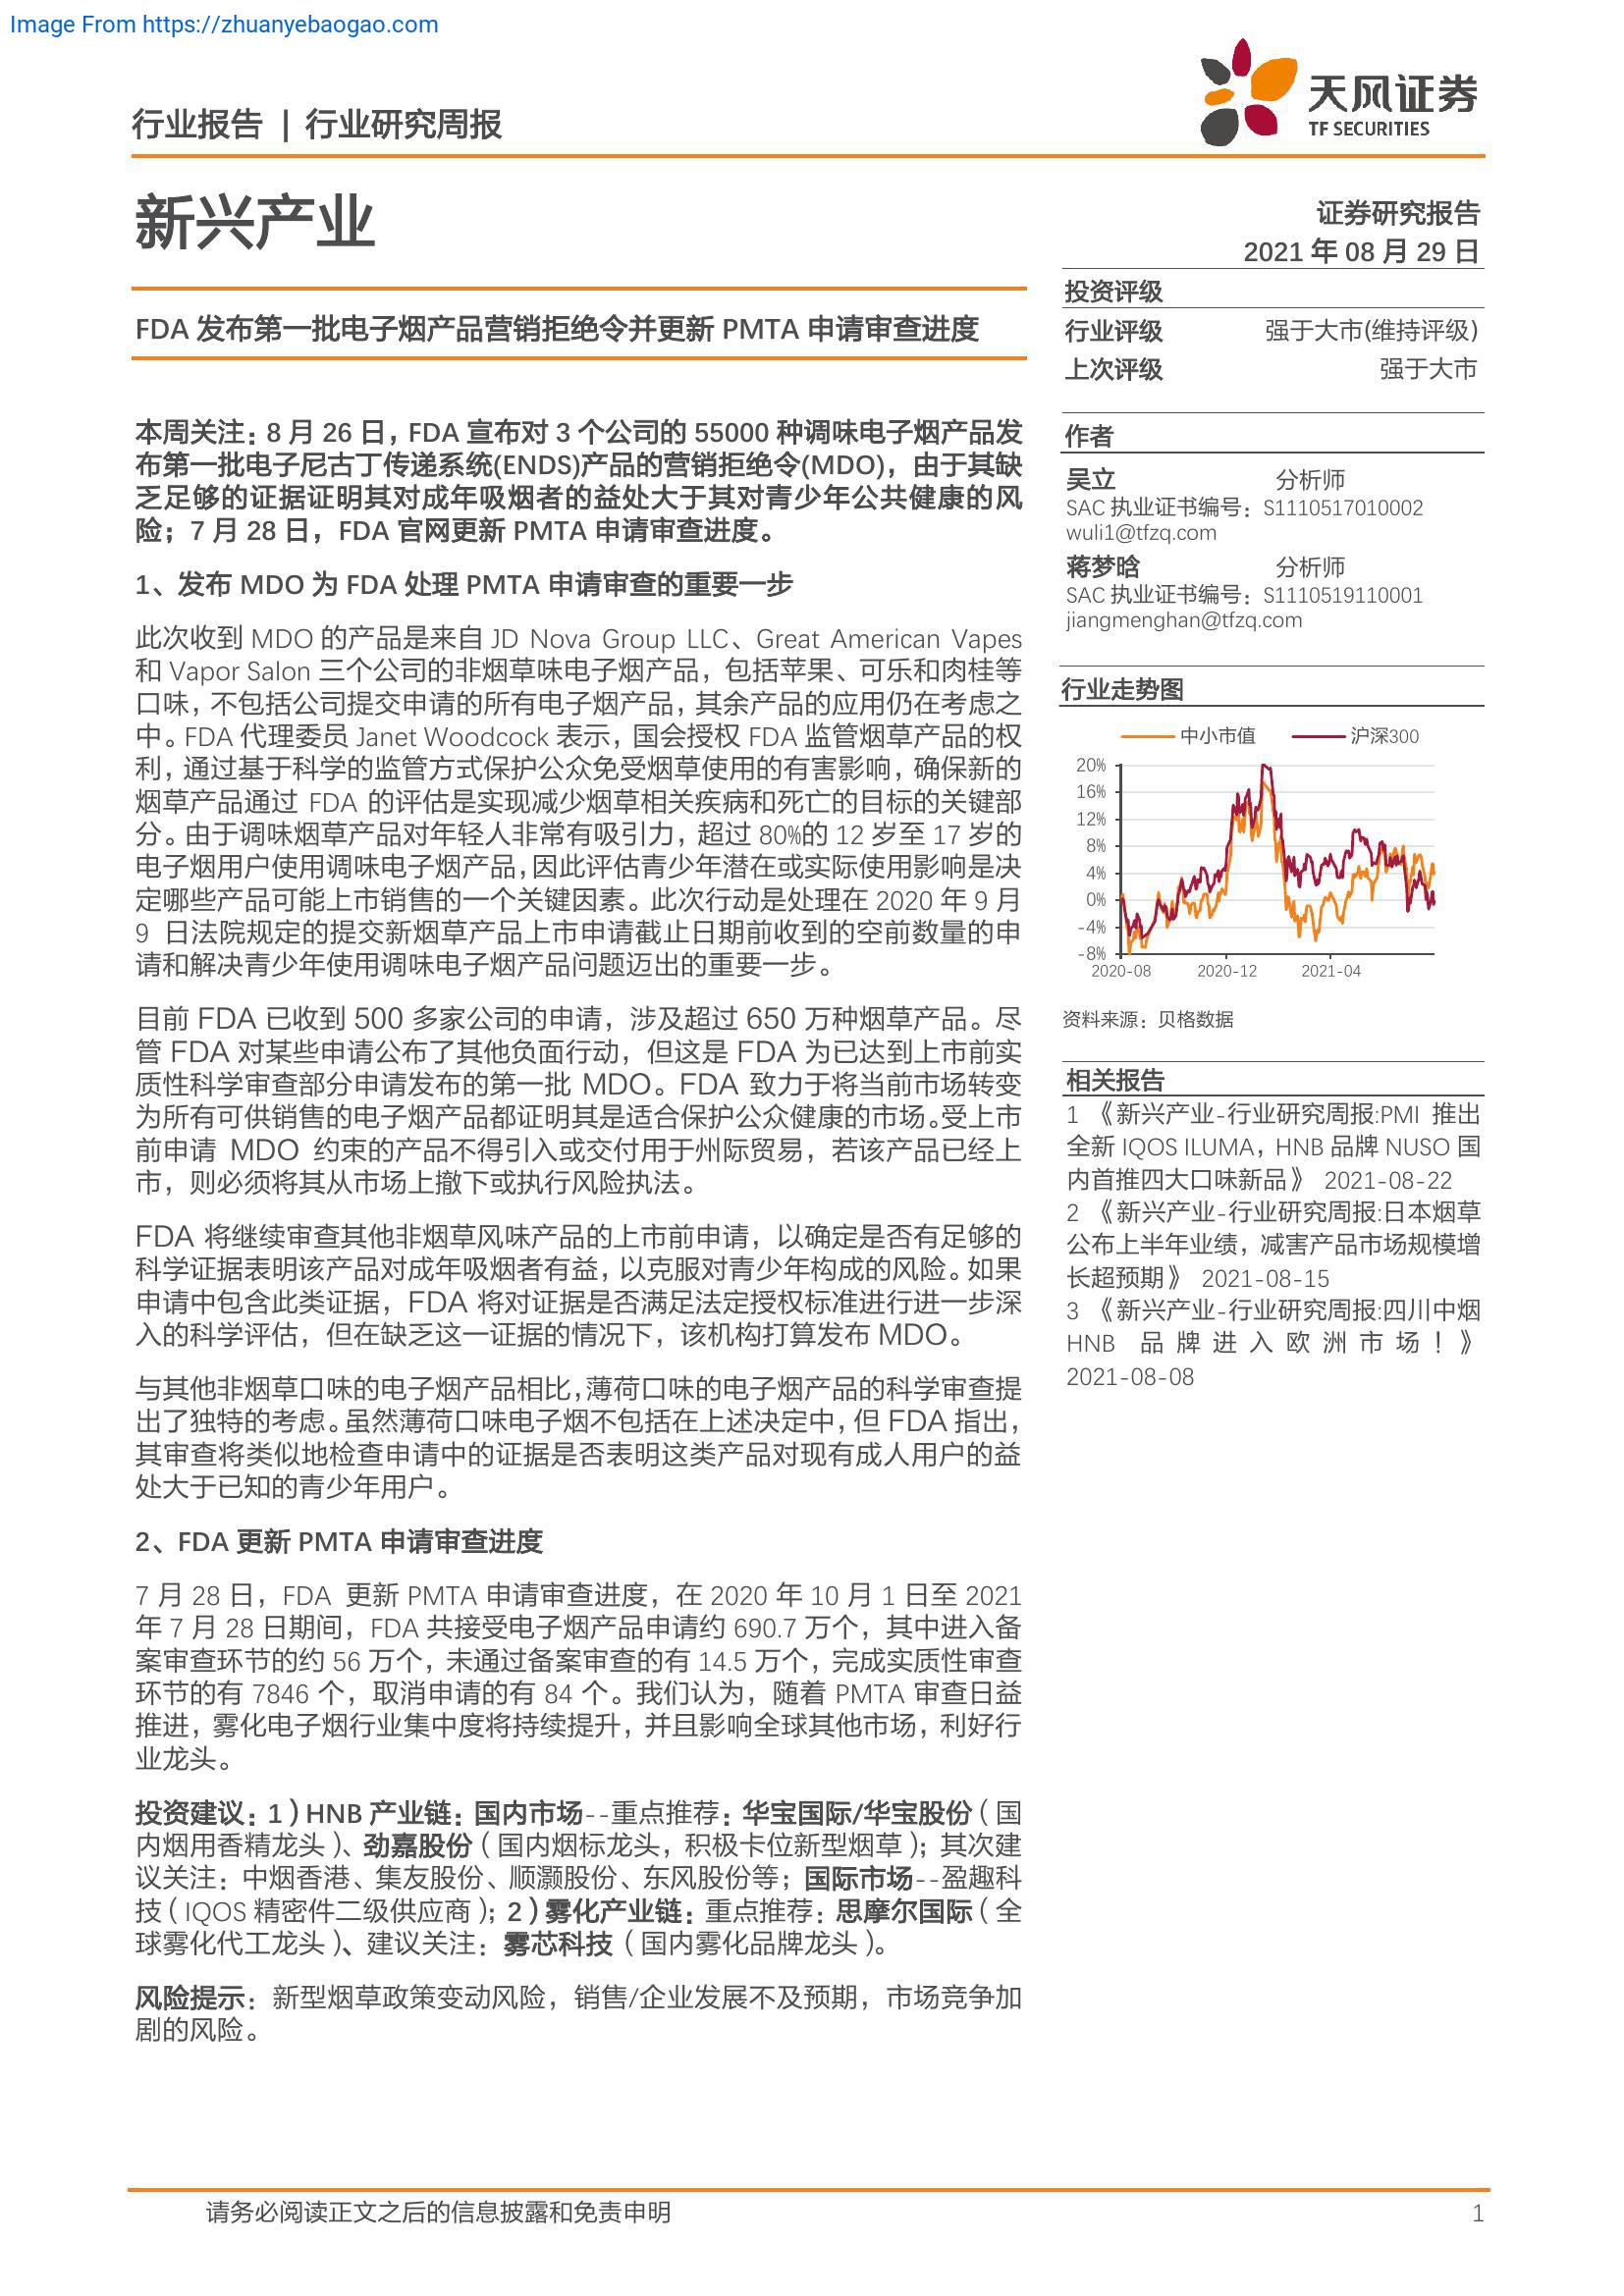 Image From https://zhuanyebaogao.com
行业报告 | 行业研究周报
天风证券
TF SECURITIES
新兴产业
证券研究报告
2021 年 08 月 29 日
FDA 发布第一批电子烟产品营销拒绝令并更新 PMTA 申请审查进度
本周关注：8 月 26 日，FDA 宣布对 3 个公司的 55000 种调味电子烟产品发
布第一批电子尼古丁传递系统(ENDS)产品的营销拒绝令(MDO)，由于其缺
乏足够的证据证明其对成年吸烟者的益处大于其对青少年公共健康的风
险；7 月 28 日，FDA 官网更新 PMTA 申请审查进度。
1、发布 MDO 为 FDA 处理 PMTA 申请审查的重要一步
此次收到 MDO 的产品是来自 JD Nova Group LLC、Great American Vapes
和 Vapor Salon 三个公司的非烟草味电子烟产品，包括苹果、可乐和肉桂等
口味，不包括公司提交申请的所有电子烟产品，其余产品的应用仍在考虑之
中。FDA 代理委员 Janet Woodcock 表示，国会授权 FDA 监管烟草产品的权
利，通过基于科学的监管方式保护公众免受烟草使用的有害影响，确保新的
烟草产品通过 FDA 的评估是实现减少烟草相关疾病和死亡的目标的关键部
分。由于调味烟草产品对年轻人非常有吸引力，超过 80%的 12 岁至 17 岁的
电子烟用户使用调味电子烟产品，因此评估青少年潜在或实际使用影响是决
定哪些产品可能上市销售的一个关键因素。此次行动是处理在 2020 年 9 月
9 日法院规定的提交新烟草产品上市申请截止日期前收到的空前数量的申
请和解决青少年使用调味电子烟产品问题迈出的重要一步。
目前 FDA 已收到 500 多家公司的申请，涉及超过 650 万种烟草产品。尽
管 FDA 对某些申请公布了其他负面行动，但这是 FDA 为已达到上市前实
质性科学审查部分申请发布的第一批 MDO。FDA 致力于将当前市场转变
为所有可供销售的电子烟产品都证明其是适合保护公众健康的市场。受上市
前申请 MDO 约束的产品不得引入或交付用于州际贸易，若该产品已经上
市，则必须将其从市场上撤下或执行风险执法。
FDA 将继续审查其他非烟草风味产品的上市前申请，以确定是否有足够的
科学证据表明该产品对成年吸烟者有益，以克服对青少年构成的风险。如果
申请中包含此类证据，FDA 将对证据是否满足法定授权标准进行进一步深
入的科学评估，但在缺乏这一证据的情况下，该机构打算发布 MDO。
与其他非烟草口味的电子烟产品相比，薄荷口味的电子烟产品的科学审查提
出了独特的考虑。虽然薄荷口味电子烟不包括在上述决定中，但 FDA 指出，
其审查将类似地检查申请中的证据是否表明这类产品对现有成人用户的益
处大于已知的青少年用户。
2、FDA 更新 PMTA 申请审查进度
7 月 28 日，FDA 更新 PMTA 申请审查进度，在 2020 年 10 月 1 日至 2021
年 7 月 28 日期间，FDA 共接受电子烟产品申请约 690.7 万个，其中进入备
案审查环节的约 56 万个，未通过备案审查的有 14.5 万个，完成实质性审查
环节的有 7846 个，取消申请的有 84 个。我们认为，随着 PMTA 审查日益
推进，雾化电子烟行业集中度将持续提升，并且影响全球其他市场，利好行
业龙头。
投资建议：1）HNB 产业链：国内市场--重点推荐：华宝国际/华宝股份（国
内烟用香精龙头）、劲嘉股份（国内烟标龙头，积极卡位新型烟草）；其次建
议关注：中烟香港、集友股份、顺灏股份、东风股份等；国际市场--盈趣科
技（IQOS 精密件二级供应商）；2）雾化产业链：重点推荐：思摩尔国际（全
球雾化代工龙头）、建议关注：雾芯科技（国内雾化品牌龙头）。
风险提示：新型烟草政策变动风险，销售/企业发展不及预期，市场竞争加
剧的风险。
投资评级
行业评级 强于大市(维持评级)
上次评级 强于大市
作者
吴立 分析师
SAC 执业证书编号：S1110517010002
wuli1@tfzq.com
蒋梦晗 分析师
SAC 执业证书编号：S1110519110001
jiangmenghan@tfzq.com
行业走势图
中小市值 沪深300
20%
16%
12%
8%
4%
0%
-4%
-8%
2020-08 2020-12 2021-04
资料来源：贝格数据
相关报告
1 《新兴产业-行业研究周报:PMI 推出
全新 IQOS ILUMA，HNB 品牌 NUSO 国
内首推四大口味新品》 2021-08-22
2 《新兴产业-行业研究周报:日本烟草
公布上半年业绩，减害产品市场规模增
长超预期》 2021-08-15
3 《新兴产业-行业研究周报:四川中烟
HNB 品牌进入欧洲市场！》
2021-08-08
请务必阅读正文之后的信息披露和免责申明 1